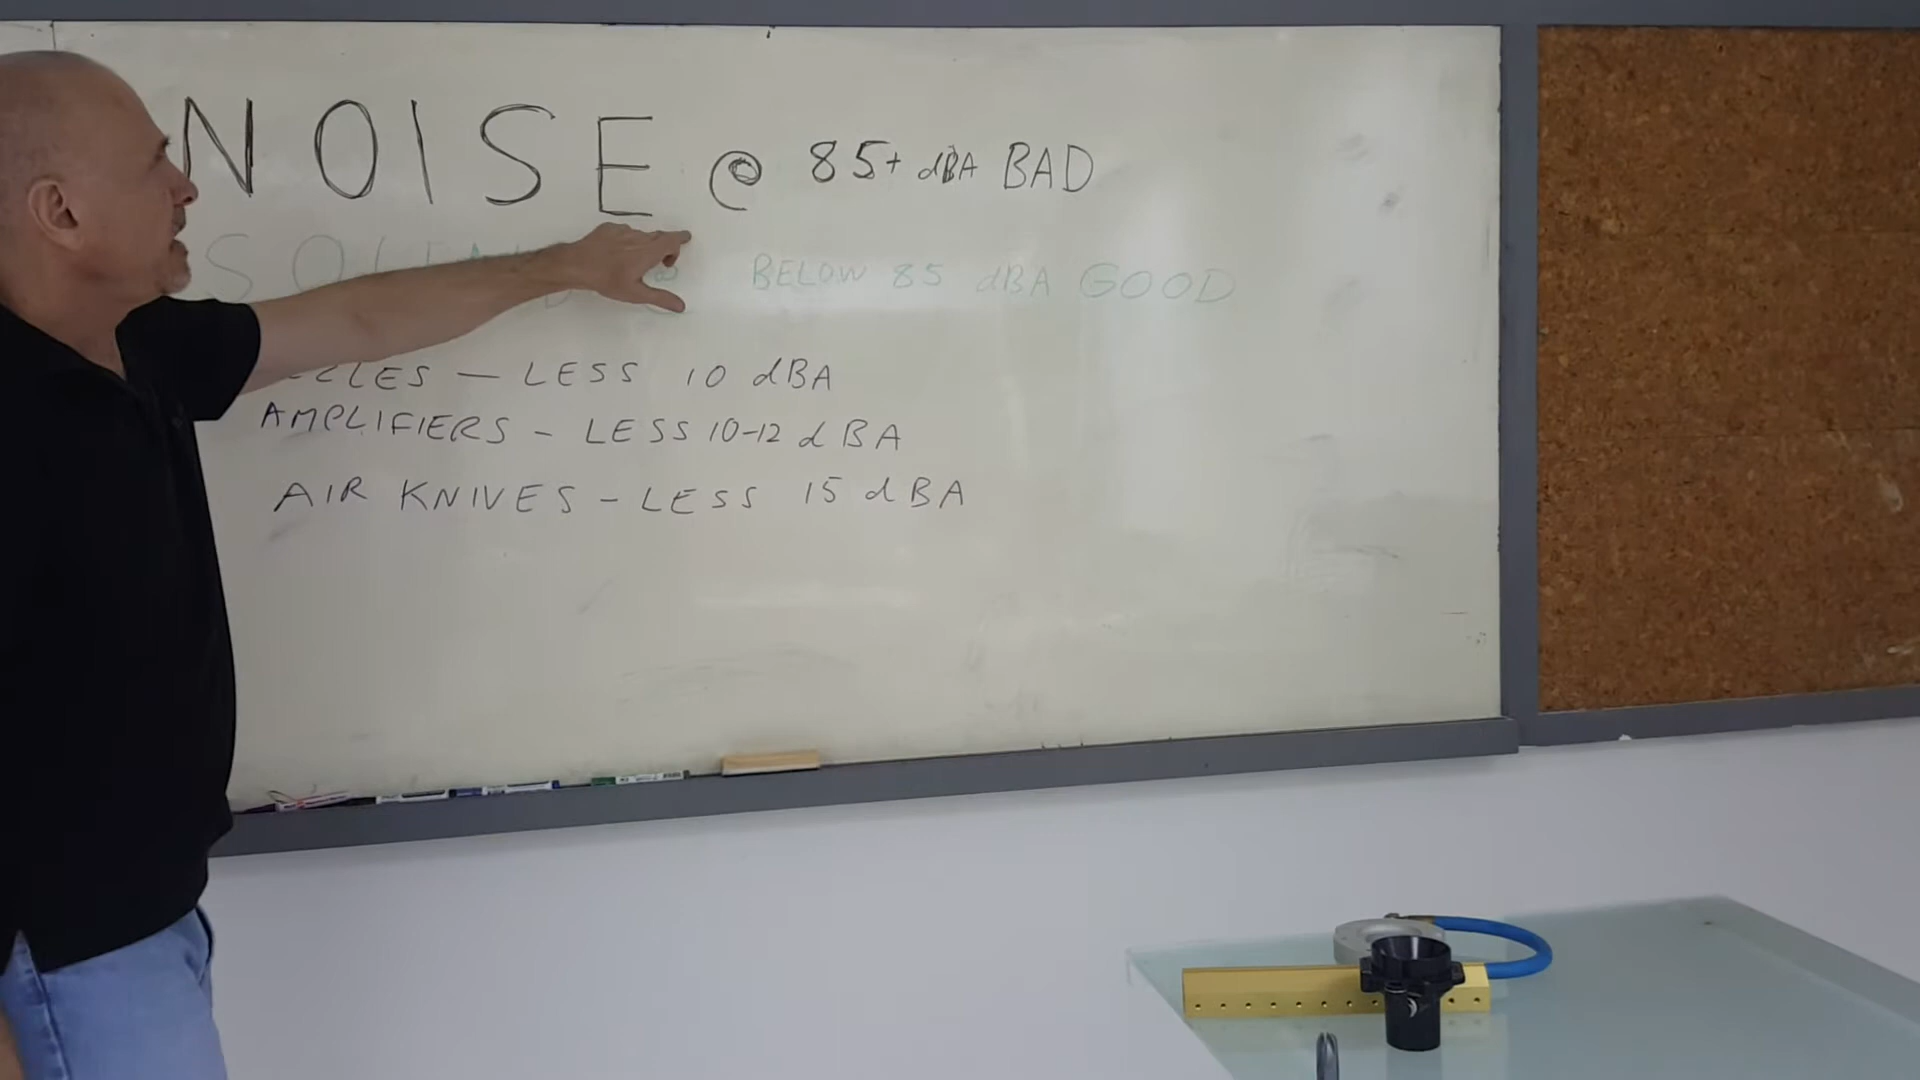 NOISE @ 85+ dBA BAD
@ BELOW 85 dBA GOOD
LESS 10 dBA
AMPLIFIERS - LESS 10-12 dBA
AIR KNIVES - LESS 15 dBA